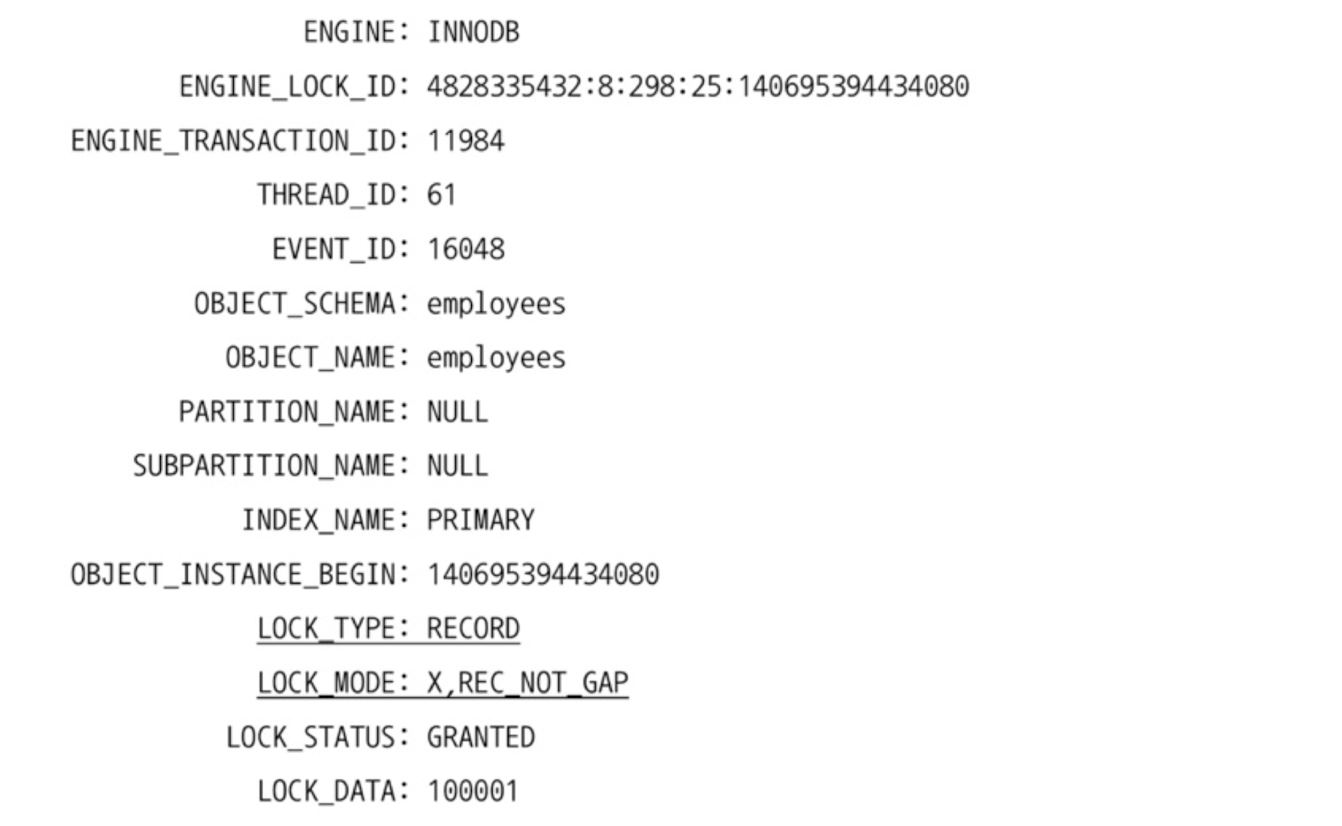 ENGINE: INNODB
ENGINE_LOCK_ID: 4828335432:8:298:25:140695394434080
ENGINE_TRANSACTION_ID: 11984
THREAD_ID: 61
EVENT_ID: 16048
OBJECT_SCHEMA: employees
OBJECT_NAME: employees
PARTITION_NAME: NULL
SUBPARTITION_NAME: NULL
INDEX_NAME: PRIMARY
OBJECT_INSTANCE_BEGIN: 140695394434080
LOCK_TYPE: RECORD
LOCK_MODE: X,REC_NOT_GAP
LOCK_STATUS: GRANTED
LOCK_DATA: 100001